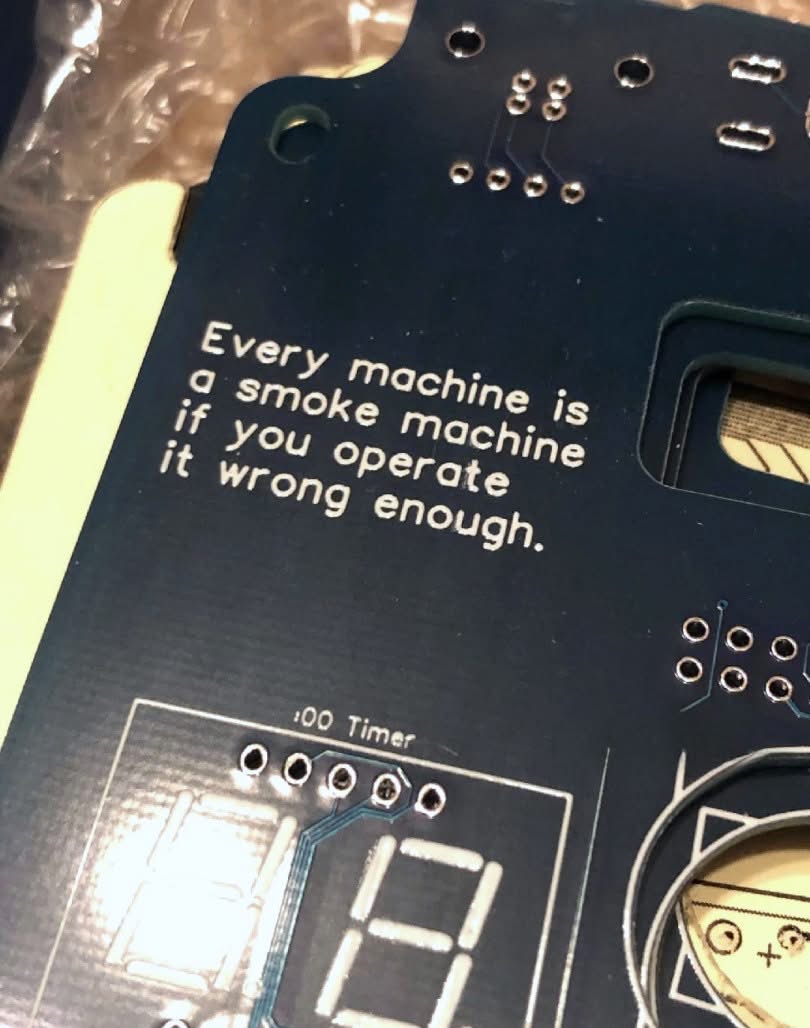 Every machine is
a smoke machine
if you operate
it wrong enough.
:00 Timer
+